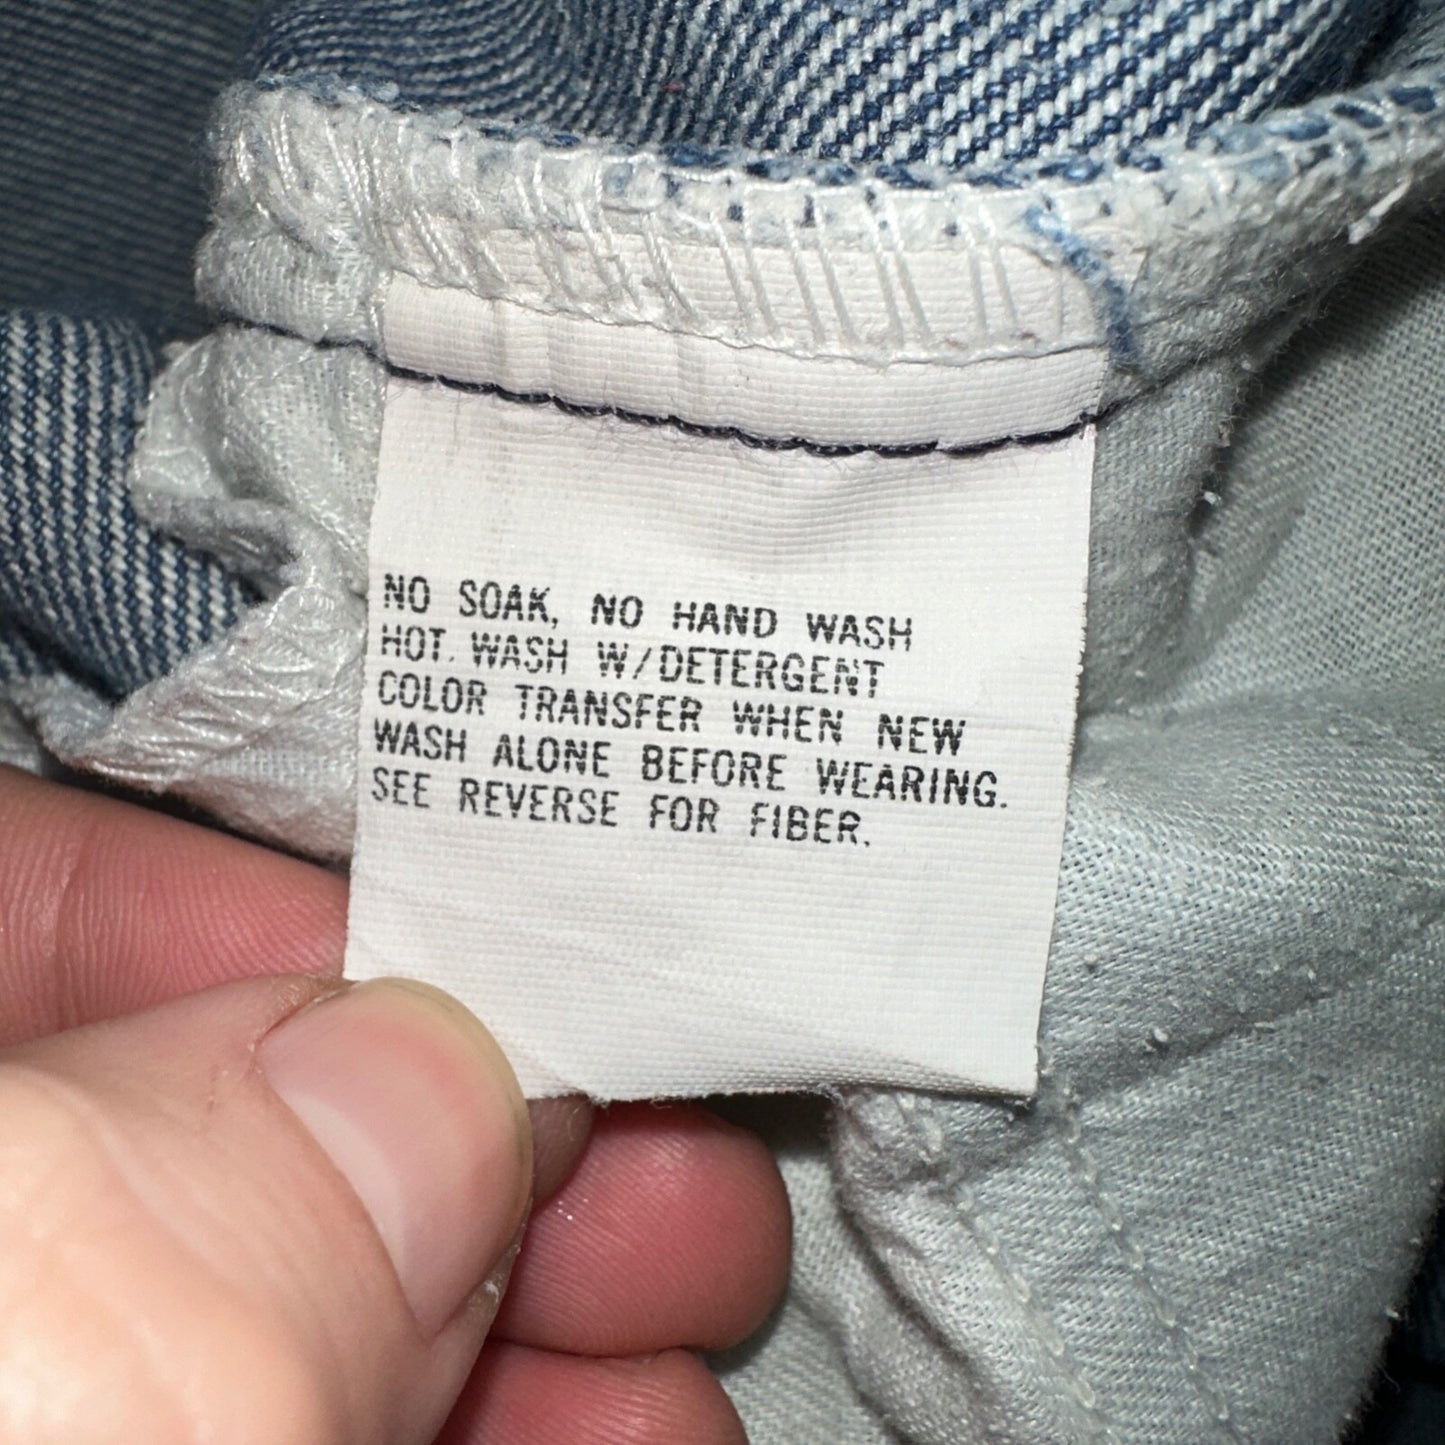 NO SOAK, NO HAND WASH
HOT. WASH W/DETERGENT
COLOR TRANSFER WHEN NEW
WASH ALONE BEFORE WEARING.
SEE REVERSE FOR FIBER.